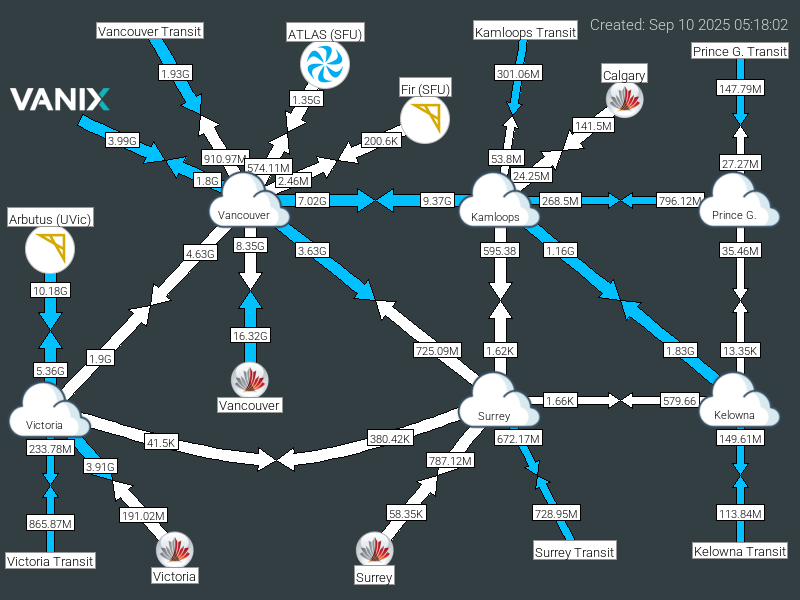 Created: Sep 10 2025 05:18:02
Vancouver Transit
ATLAS (SFU)
Kamloops Transit
Prince G. Transit
1.93G
301.06M
Calgary
147.79M
VANIX
1.35G
Fir (SFU)
3.99G
200.6K
141.5M
910.97M
574.11M
53.8M
27.27M
1.8G
2.46M
24.25M
7.02G
9.37G
268.5M
796.12M
Arbutus (UVic)
Vancouver
Kamloops
Prince G.
4.63G
8.35G
3.63G
595.38
1.16G
35.46M
10.18G
16.32G
1.9G
725.09M
1.62K
1.83G
13.35K
5.36G
Vancouver
1.66K
579.66
Victoria
Surrey
Kelowna
233.78M
41.5K
380.42K
672.17M
149.61M
3.91G
787.12M
865.87M
191.02M
58.35K
728.95M
113.84M
Victoria Transit
Victoria
Surrey
Surrey Transit
Kelowna Transit